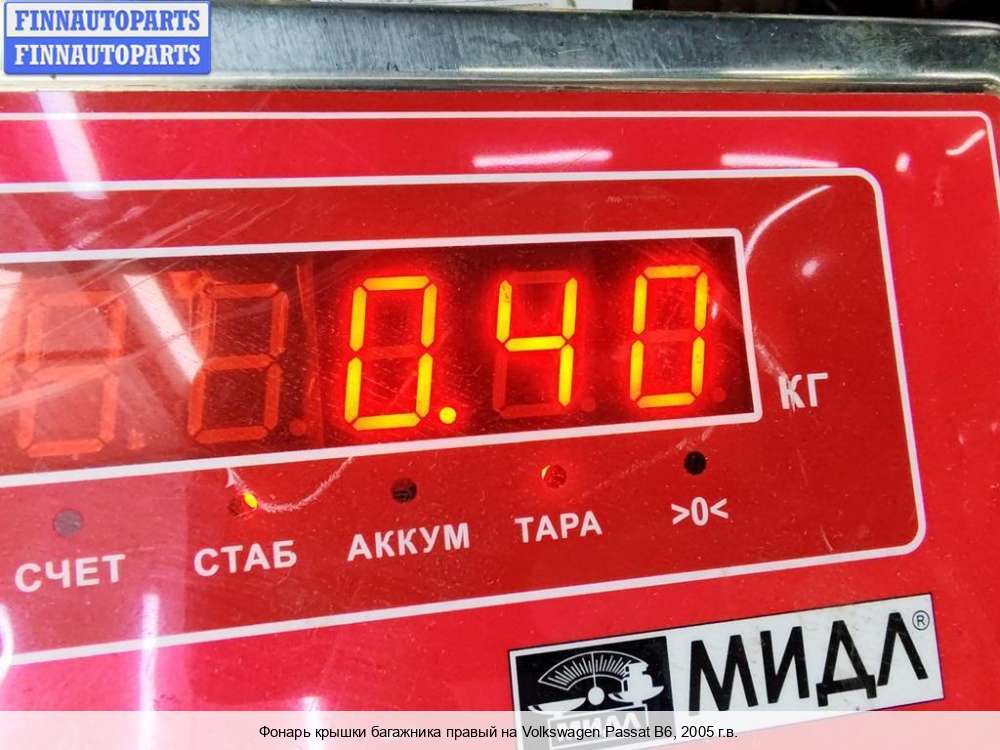 FINNAUTOPARTS
FINNAUTOPARTS
0.40
КГ
СЧЕТ СТАБ АККУМ ТАРА >0<
МИДЛ®
МИДЛ
Фонарь крышки багажника правый на Volkswagen Passat B6, 2005 г.в.